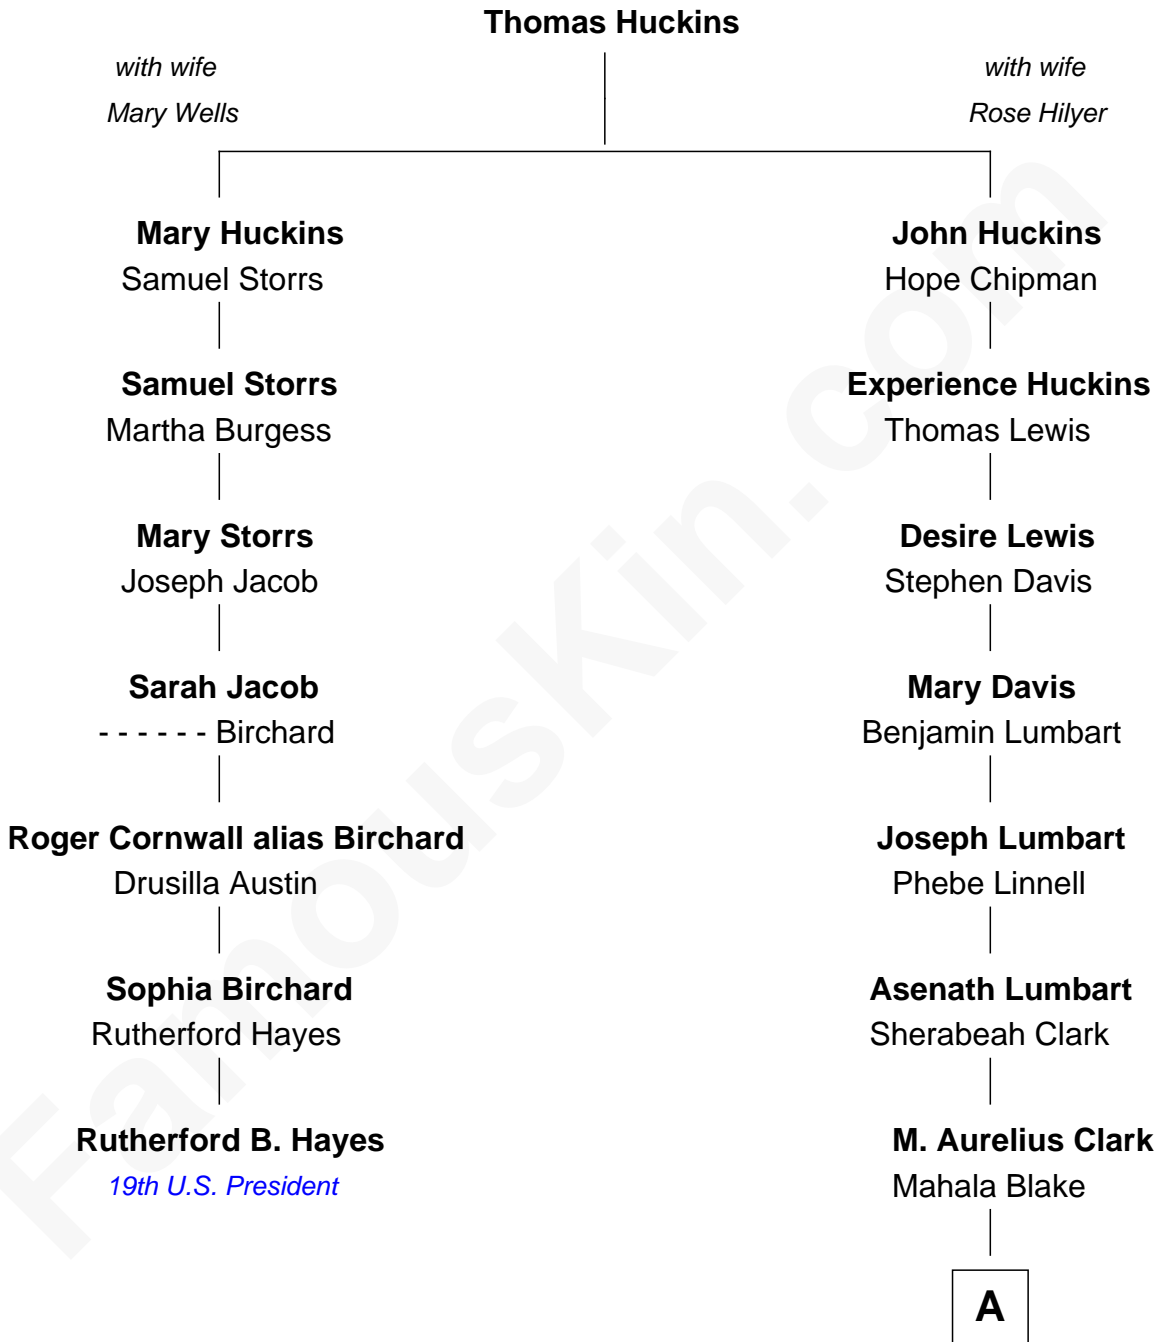 Thomas Huckins
with wife
Mary Wells
with wife
Rose Hilyer
Mary Huckins
Samuel Storrs
John Huckins
Hope Chipman
Samuel Storrs
Martha Burgess
Experience Huckins
Thomas Lewis
Mary Storrs
Joseph Jacob
Desire Lewis
Stephen Davis
Sarah Jacob
- - - - - - Birchard
Mary Davis
Benjamin Lumbart
Roger Cornwall alias Birchard
Drusilla Austin
Joseph Lumbart
Phebe Linnell
Sophia Birchard
Rutherford Hayes
Asenath Lumbart
Sherabeah Clark
Rutherford B. Hayes
19th U.S. President
M. Aurelius Clark
Mahala Blake
A
FamousKin.com